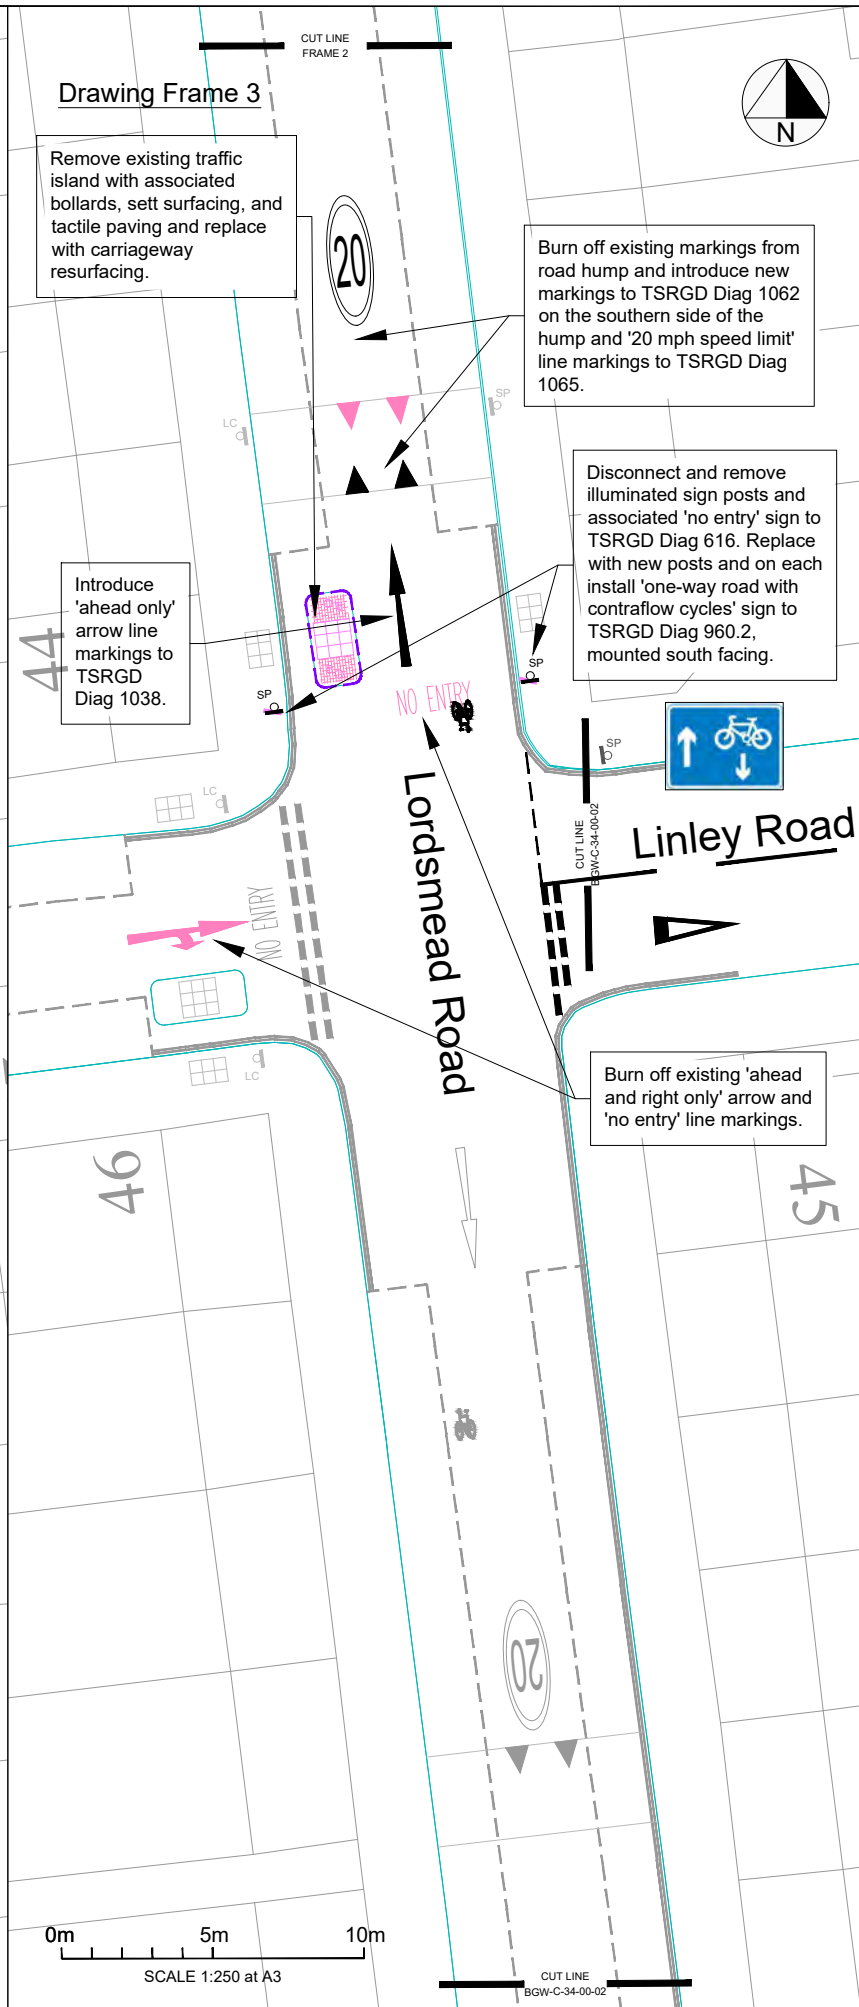 CUT LINE
FRAME 2
Drawing Frame 3
N
Remove existing traffic
island with associated
bollards, sett surfacing, and
tactile paving and replace
with carriageway
resurfacing.
20
Burn off existing markings from
road hump and introduce new
markings to TSRGD Diag 1062
on the southern side of the
hump and '20 mph speed limit'
line markings to TSRGD Diag
1065.
LC
SP
Disconnect and remove
illuminated sign posts and
associated 'no entry' sign to
TSRGD Diag 616. Replace
with new posts and on each
install 'one-way road with
contraflow cycles' sign to
TSRGD Diag 960.2,
mounted south facing.
Introduce
'ahead only'
arrow line
markings to
TSRGD
Diag 1038.
44
SP
SP
NO ENTRY
SP
LC
CUT LINE
BGW-C-34-00-02
Linley Road
Lordsmead Road
NO ENTRY
LC
Burn off existing 'ahead
and right only' arrow and
'no entry' line markings.
46
45
20
0m 5m 10m
SCALE 1:250 at A3
CUT LINE
BGW-C-34-00-02